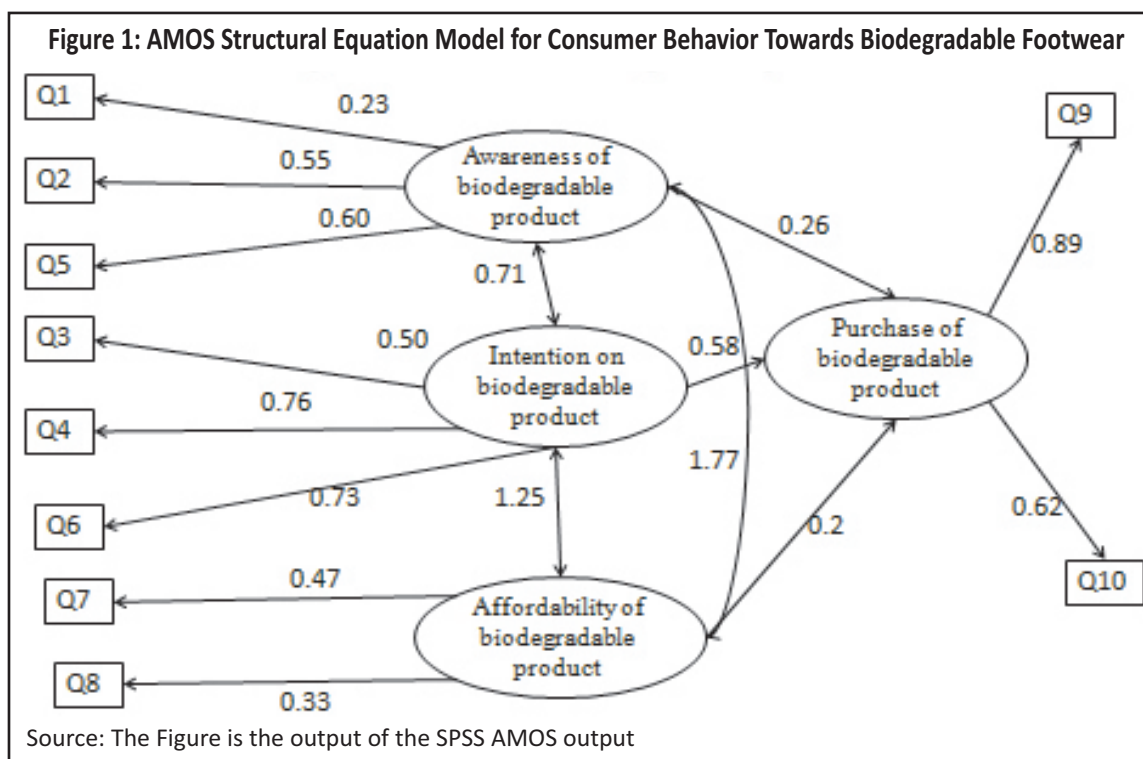 Figure 1: AMOS Structural Equation Model for Consumer Behavior Towards Biodegradable Footwear
Q1
0.23
Q9
Q2
0.55
Awareness of
biodegradable
product
0.26
0.89
Q5
0.60
0.71
Q3
0.50
Intention on
biodegradable
product
0.58
Purchase of
biodegradable
product
Q4
0.76
1.77
Q6
0.73
1.25
0.2
0.62
Q7
0.47
Affordability of
biodegradable
product
Q10
Q8
0.33
Source: The Figure is the output of the SPSS AMOS output